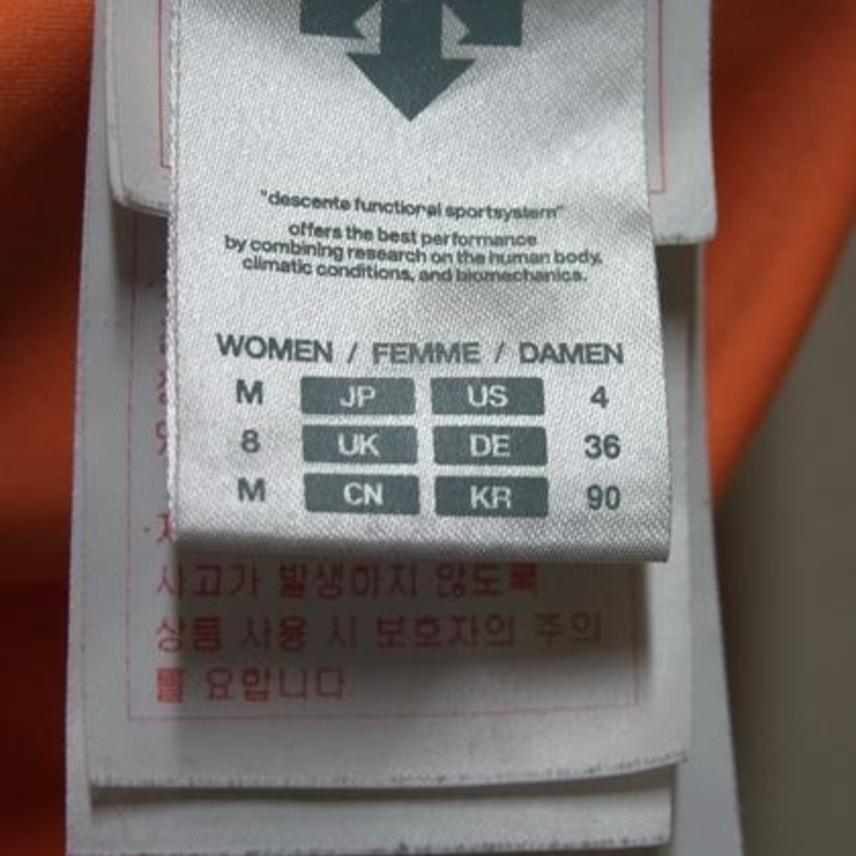 "descente functional sportsystem"
offers the best performance
by combining research on the human body,
climatic conditions, and biomechanics.
WOMEN / FEMME / DAMEN
M JP US 4
8 UK DE 36
M CN KR 90
사고가 발생하지 않도록
상품 사용 시 보호자의 주의
를 요합니다